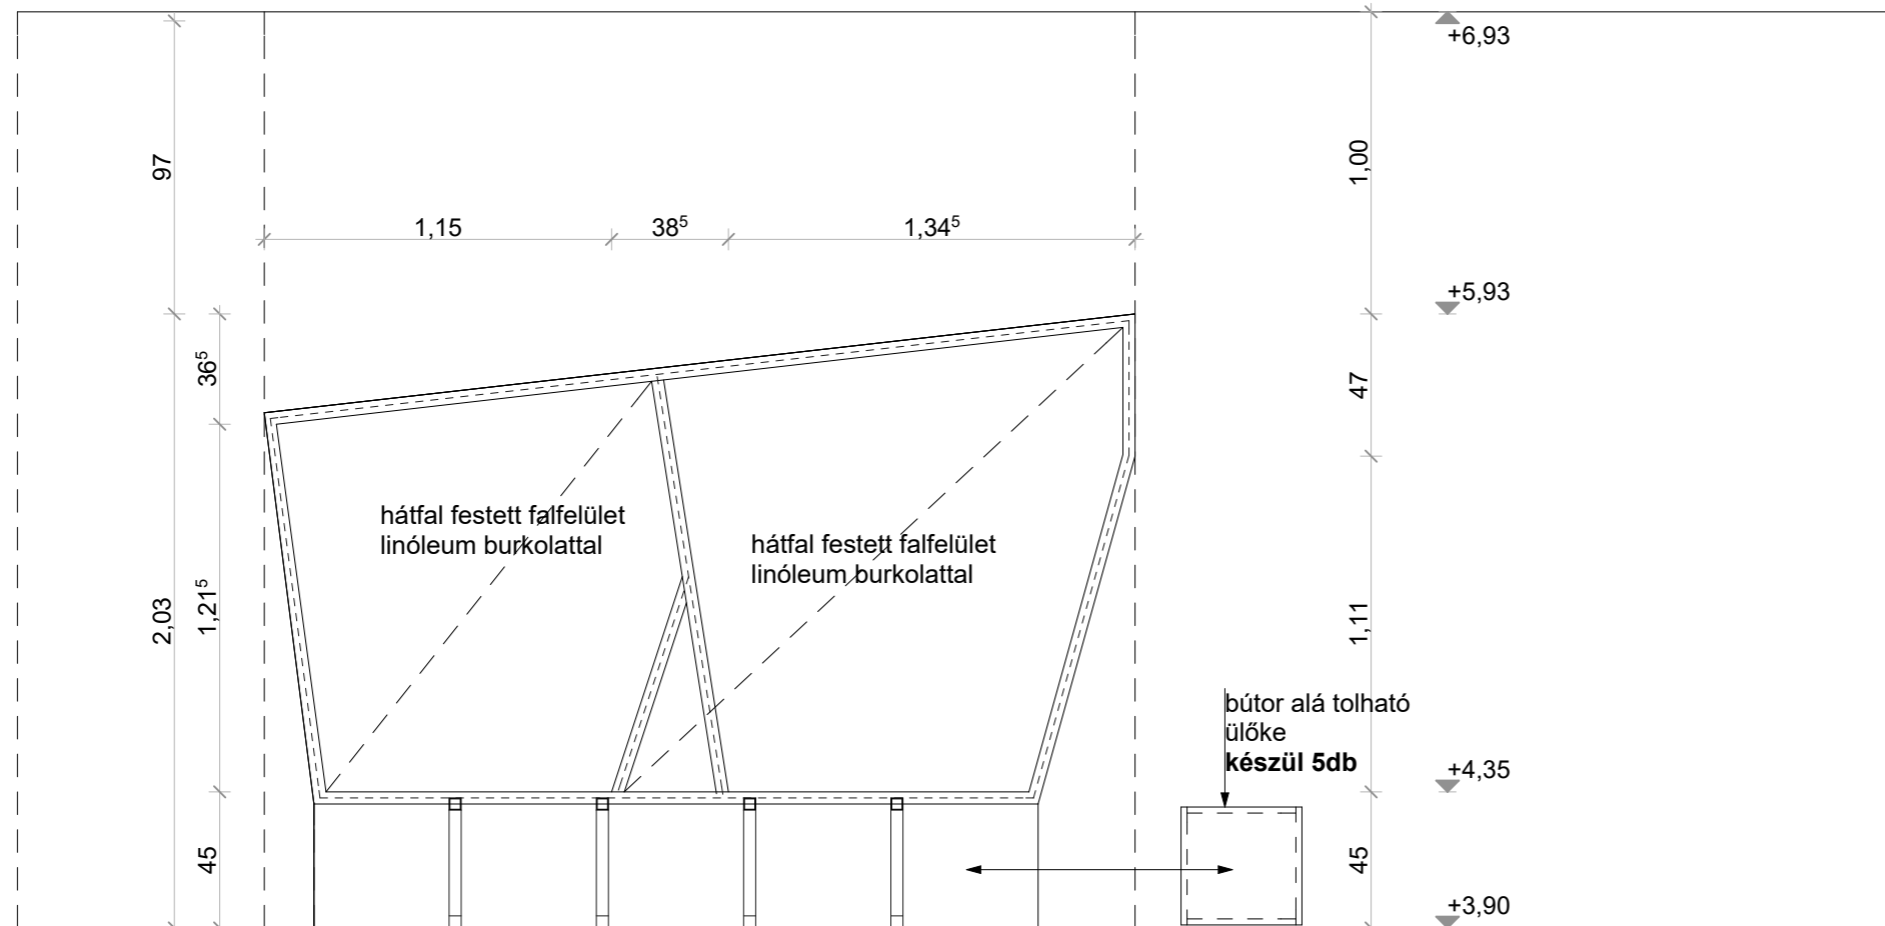 +6,93
97
1,00
1,15
38⁵
1,34⁵
+5,93
36⁵
47
hátfal festett falfelület
linóleum burkolattal
hátfal festett falfelület
linóleum burkolattal
2,03
1,21⁵
1,11
bútor alá tolható
ülőke
készül 5db
+4,35
45
45
+3,90